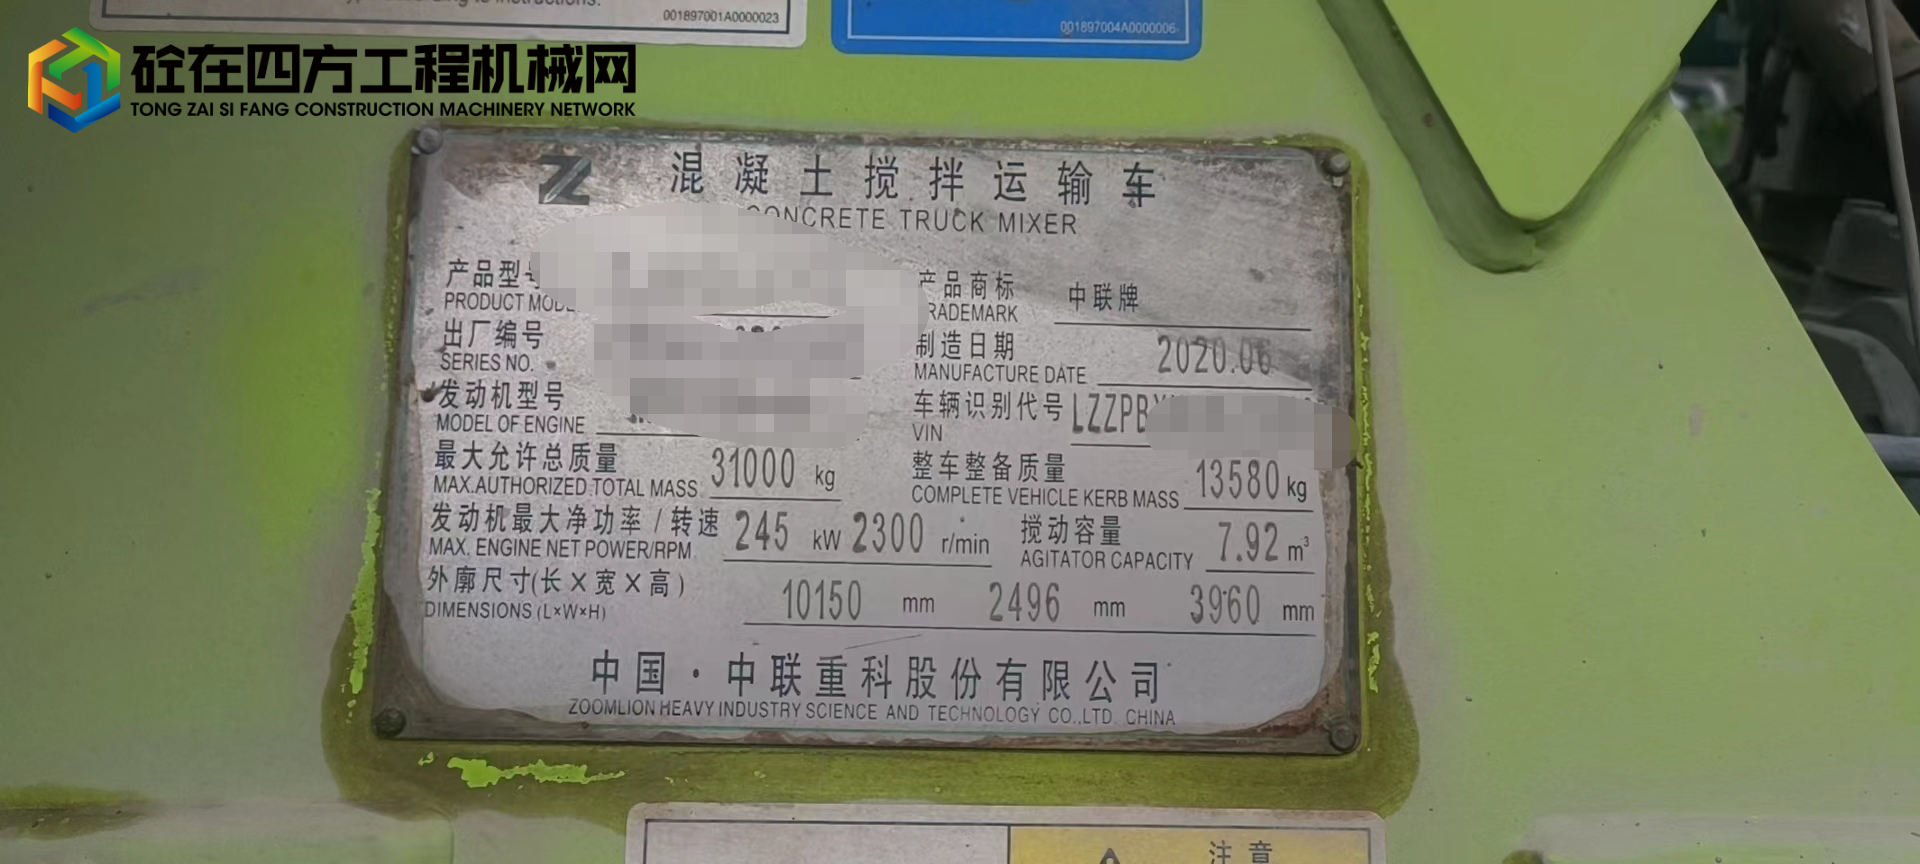 001897001A0000023
001897004A0000006
砼在四方工程机械网
TONG ZAI SI FANG CONSTRUCTION MACHINERY NETWORK
混凝土搅拌运输车
CONCRETE TRUCK MIXER
产品型号
PRODUCT
产品商标 中联牌
TRADEMARK
出厂编号
SERIES NO.
制造日期 2020.06
MANUFACTURE DATE
发动机型号
MODEL OF ENGINE
车辆识别代号 LZZPB
VIN
最大允许总质量 31000 kg
MAX.AUTHORIZED TOTAL MASS
整车整备质量 13580 kg
COMPLETE VEHICLE KERB MASS
发动机最大净功率/转速 245 kW 2300 r/min
MAX. ENGINE NET POWER/RPM
搅动容量 7.92 m³
AGITATOR CAPACITY
外廓尺寸(长×宽×高) 10150 mm 2496 mm 3960 mm
DIMENSIONS (L×W×H)
中国·中联重科股份有限公司
ZOOMLION HEAVY INDUSTRY SCIENCE AND TECHNOLOGY CO.,LTD. CHINA
注意